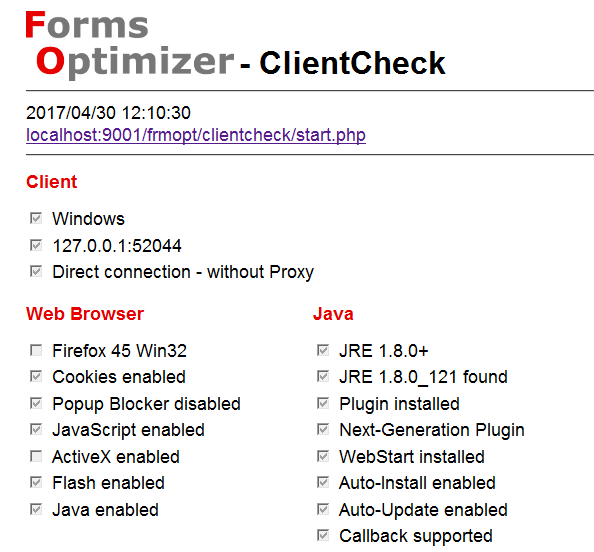 Forms
Optimizer - ClientCheck
2017/04/30 12:10:30
localhost:9001/frmopt/clientcheck/start.php
Client
Windows
127.0.0.1:52044
Direct connection - without Proxy
Web Browser
Firefox 45 Win32
Cookies enabled
Popup Blocker disabled
JavaScript enabled
ActiveX enabled
Flash enabled
Java enabled
Java
JRE 1.8.0+
JRE 1.8.0_121 found
Plugin installed
Next-Generation Plugin
WebStart installed
Auto-Install enabled
Auto-Update enabled
Callback supported